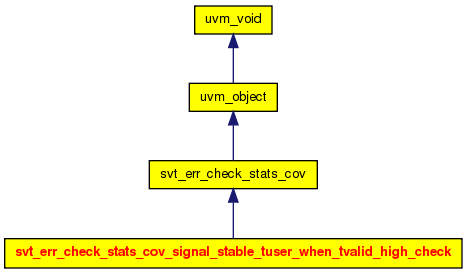 uvm_void
uvm_object
svt_err_check_stats_cov
svt_err_check_stats_cov_signal_stable_tuser_when_tvalid_high_check